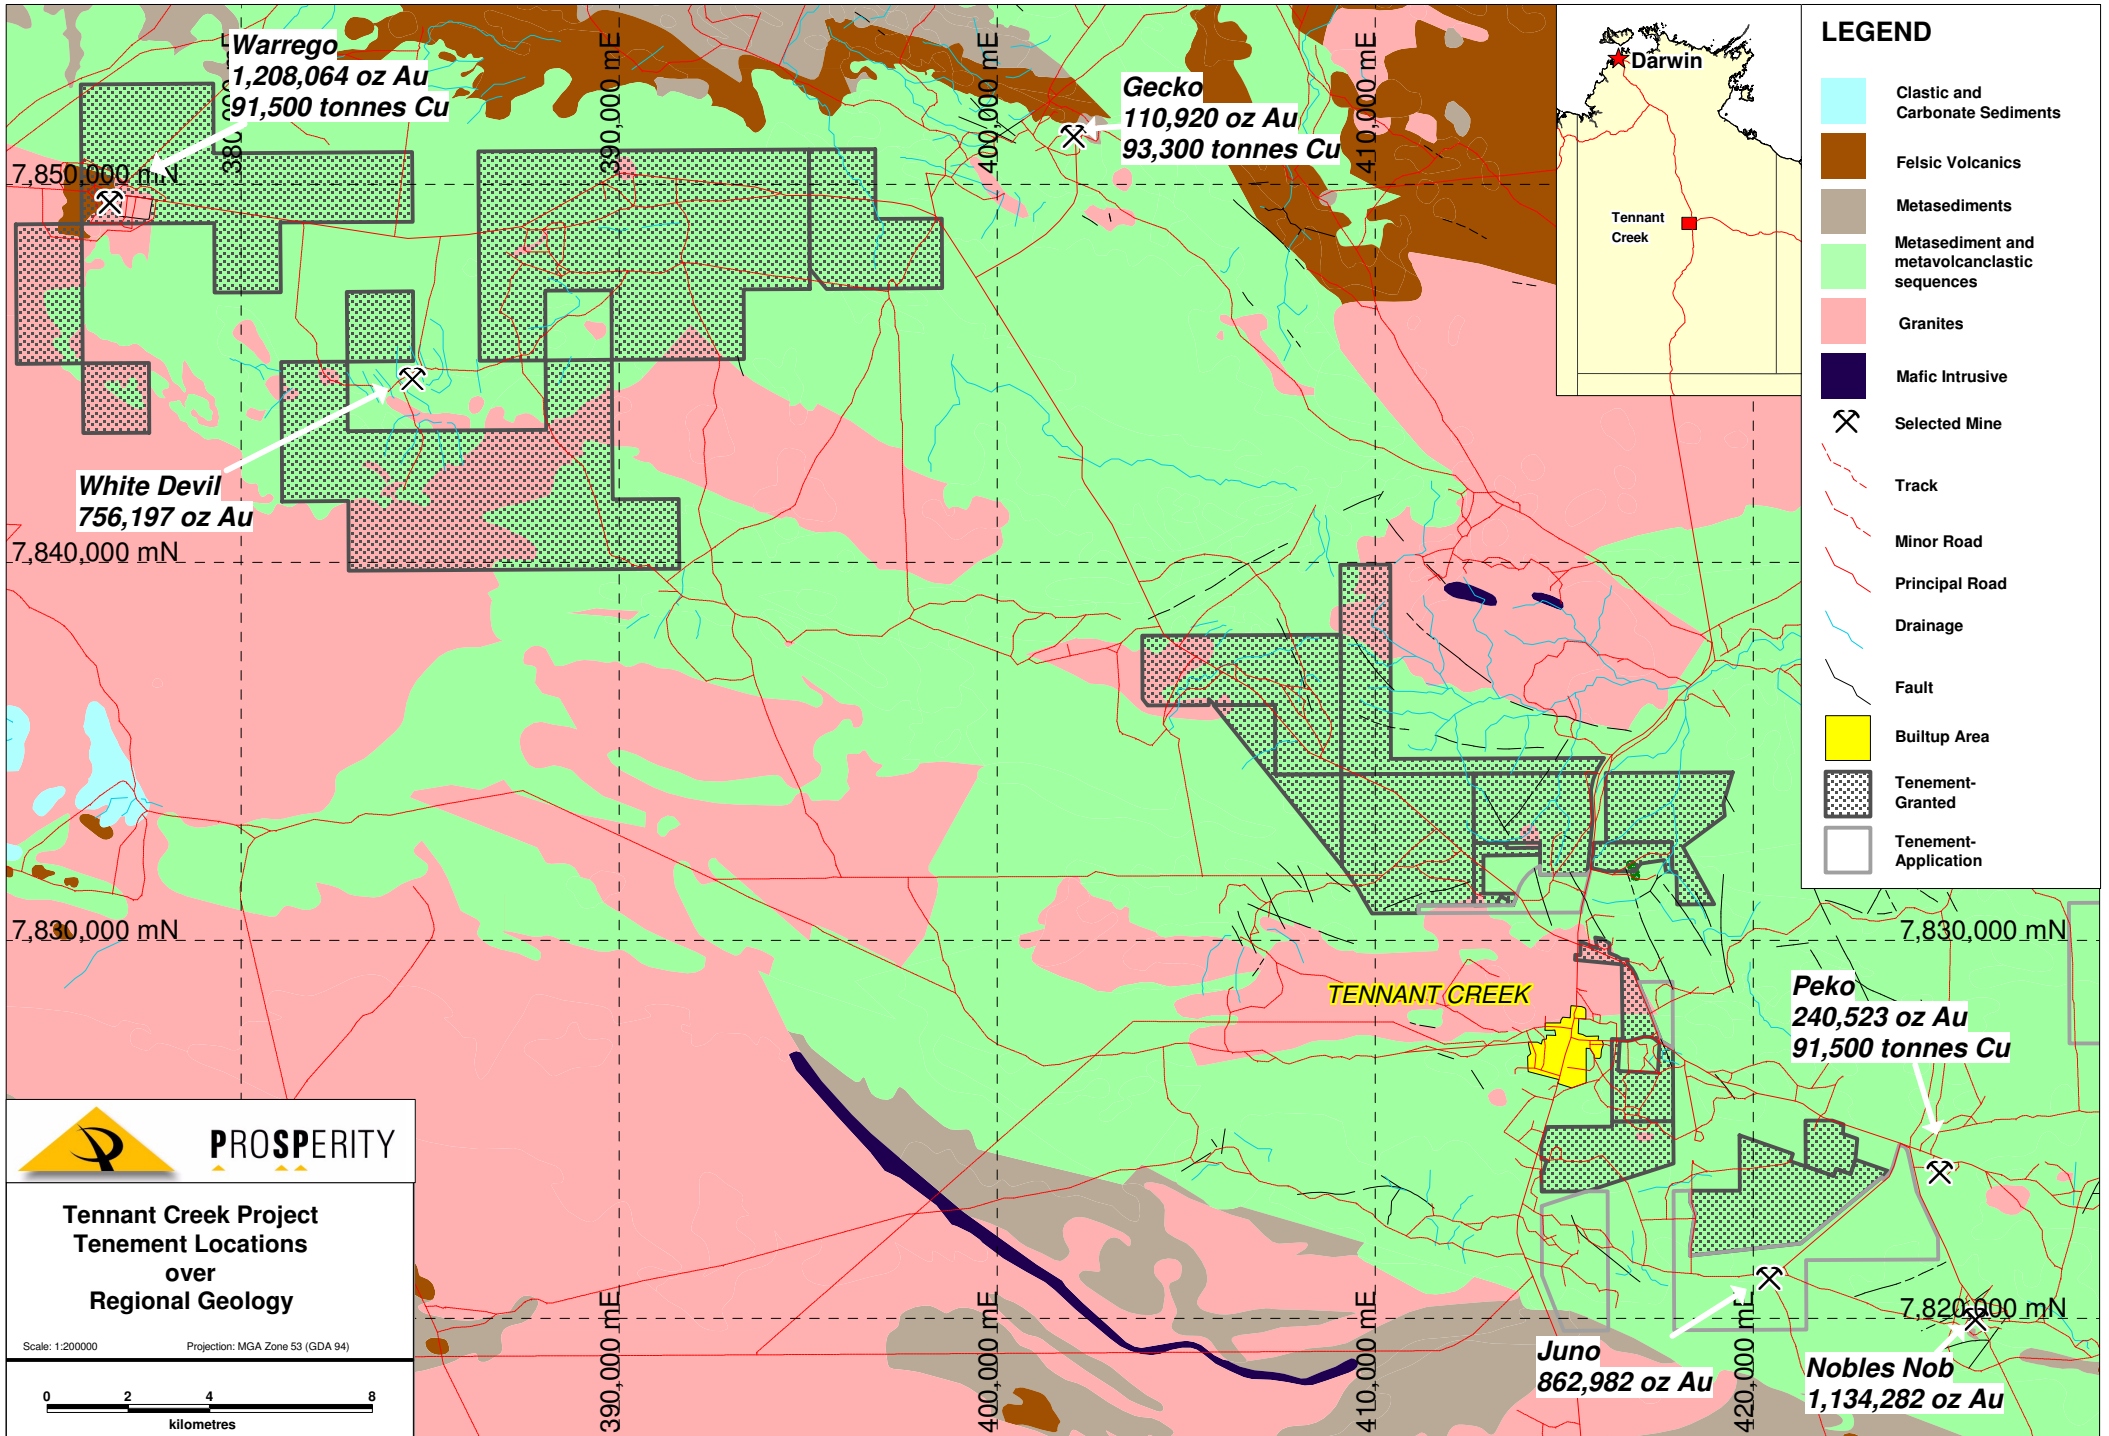 Warrego
1,208,064 oz Au
91,500 tonnes Cu
Gecko
110,920 oz Au
93,300 tonnes Cu
White Devil
756,197 oz Au
TENNANT CREEK
Peko
240,523 oz Au
91,500 tonnes Cu
Juno
862,982 oz Au
Nobles Nob
1,134,282 oz Au
390,000 mE
400,000 mE
410,000 mE
7,850,000 mN
7,840,000 mN
7,830,000 mN
7,830,000 mN
7,820,000 mN
390,000 mE
400,000 mE
410,000 mE
420,000 mE
Darwin
Tennant
Creek
LEGEND
Clastic and
Carbonate Sediments
Felsic Volcanics
Metasediments
Metasediment and
metavolcanclastic
sequences
Granites
Mafic Intrusive
Selected Mine
Track
Minor Road
Principal Road
Drainage
Fault
Builtup Area
Tenement-
Granted
Tenement-
Application
PROSPERITY
Tennant Creek Project
Tenement Locations
over
Regional Geology
Scale: 1:200000
Projection: MGA Zone 53 (GDA 94)
0 2 4 8
kilometres